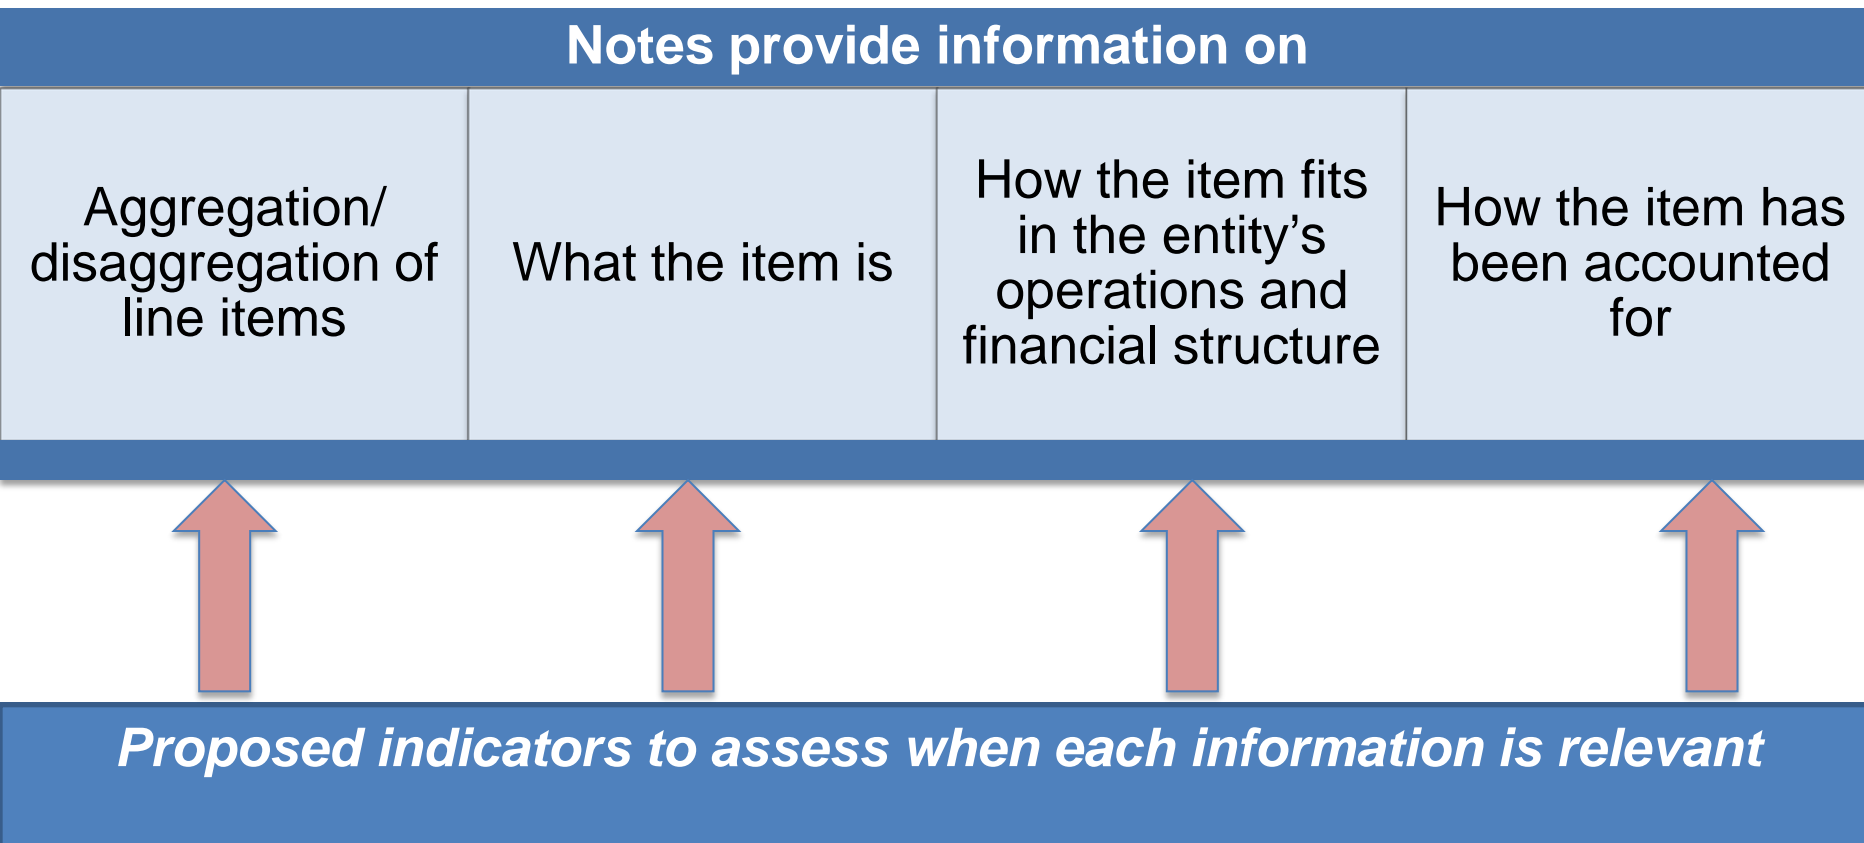 Notes provide information on
Aggregation/
disaggregation of
line items
What the item is
How the item fits
in the entity’s
operations and
financial structure
How the item has
been accounted
for
Proposed indicators to assess when each information is relevant